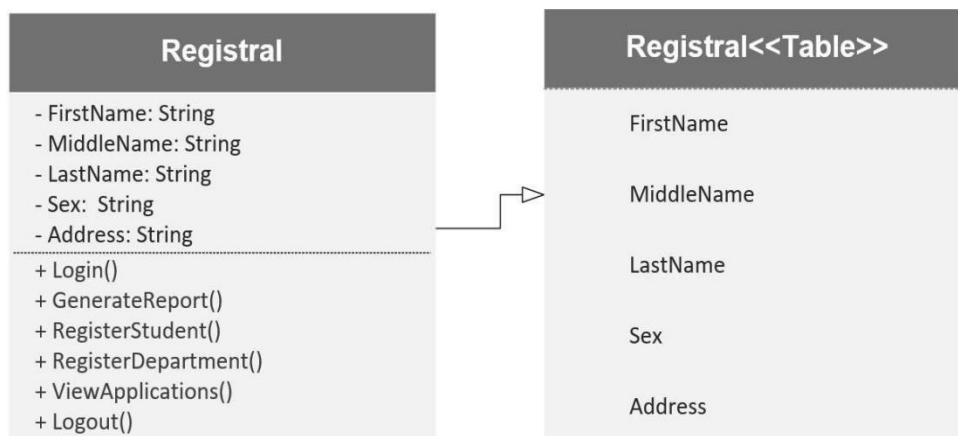 Registral
- FirstName: String
- MiddleName: String
- LastName: String
- Sex:  String
- Address: String
+ Login()
+ GenerateReport()
+ RegisterStudent()
+ RegisterDepartment()
+ ViewApplications()
+ Logout()
Registral<<Table>>
FirstName
MiddleName
LastName
Sex
Address